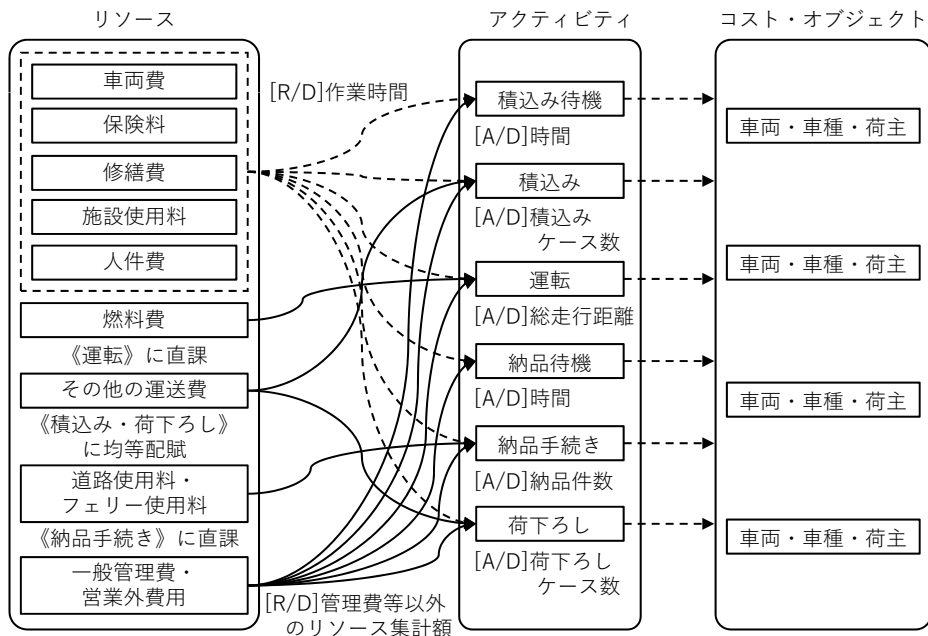 リソース
車両費
保険料
修繕費
施設使用料
人件費
燃料費
《運転》に直課
その他の運送費
《積込み・荷下ろし》
に均等配賦
道路使用料・
フェリー使用料
《納品手続き》に直課
一般管理費・
営業外費用
[R/D]作業時間
[R/D]管理費等以外
のリソース集計額
アクティビティ
積込み待機
[A/D]時間
積込み
[A/D]積込み
ケース数
運転
[A/D]総走行距離
納品待機
[A/D]時間
納品手続き
[A/D]納品件数
荷下ろし
[A/D]荷下ろし
ケース数
コスト・オブジェクト
車両・車種・荷主
車両・車種・荷主
車両・車種・荷主
車両・車種・荷主